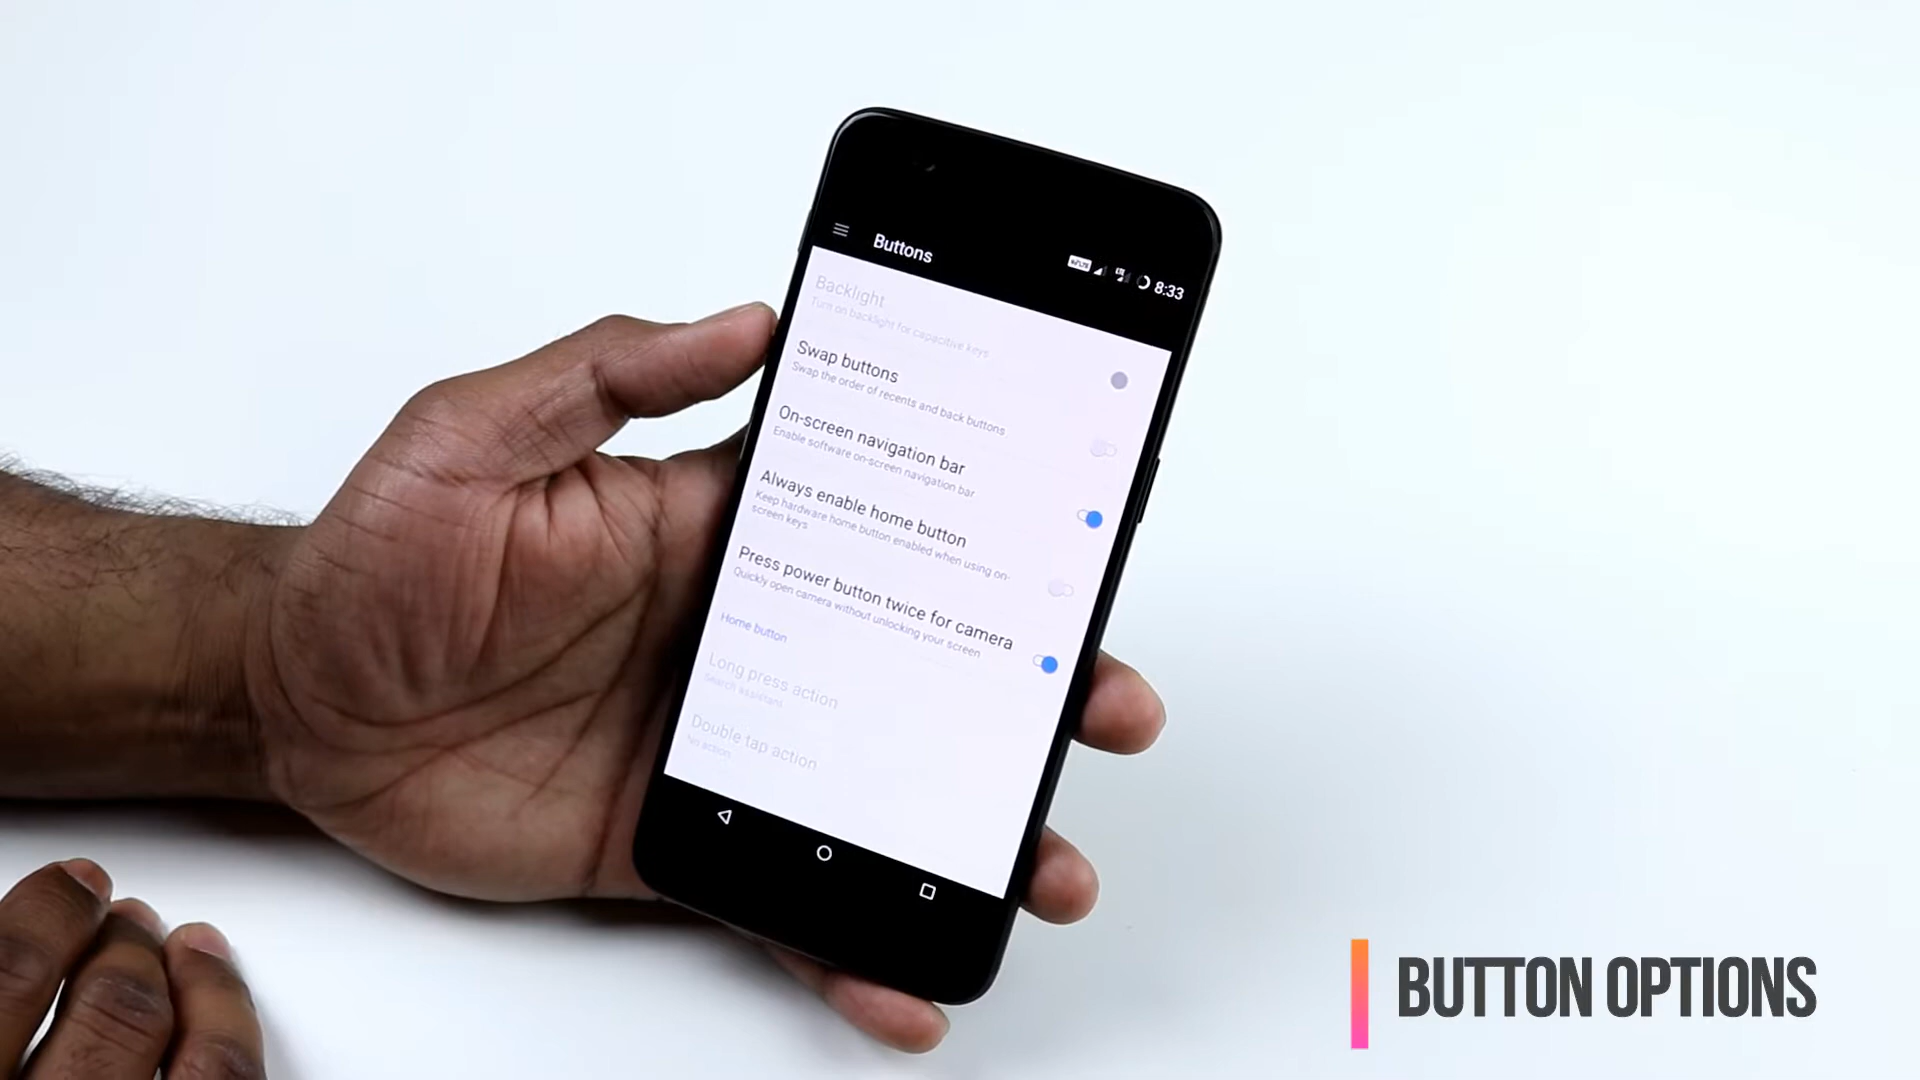 Buttons
VoLTE
LTE
8:33
Backlight
Turn on backlight for capacitive keys
Swap buttons
Swap the order of recents and back buttons
On-screen navigation bar
Enable software on-screen navigation bar
Always enable home button
Keep hardware home button enabled when using on-
screen keys
Press power button twice for camera
Quickly open camera without unlocking your screen
Home button
Long press action
Search assistant
Double tap action
No action
BUTTON OPTIONS